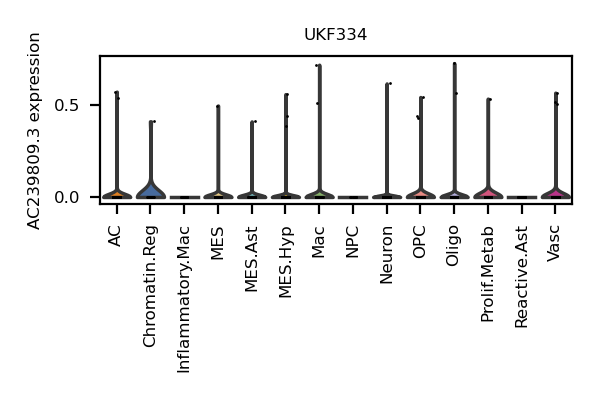 UKF334
AC239809.3 expression
0.5
0.0
AC
Chromatin.Reg
Inflammatory.Mac
MES
MES.Ast
MES.Hyp
Mac
NPC
Neuron
OPC
Oligo
Prolif.Metab
Reactive.Ast
Vasc